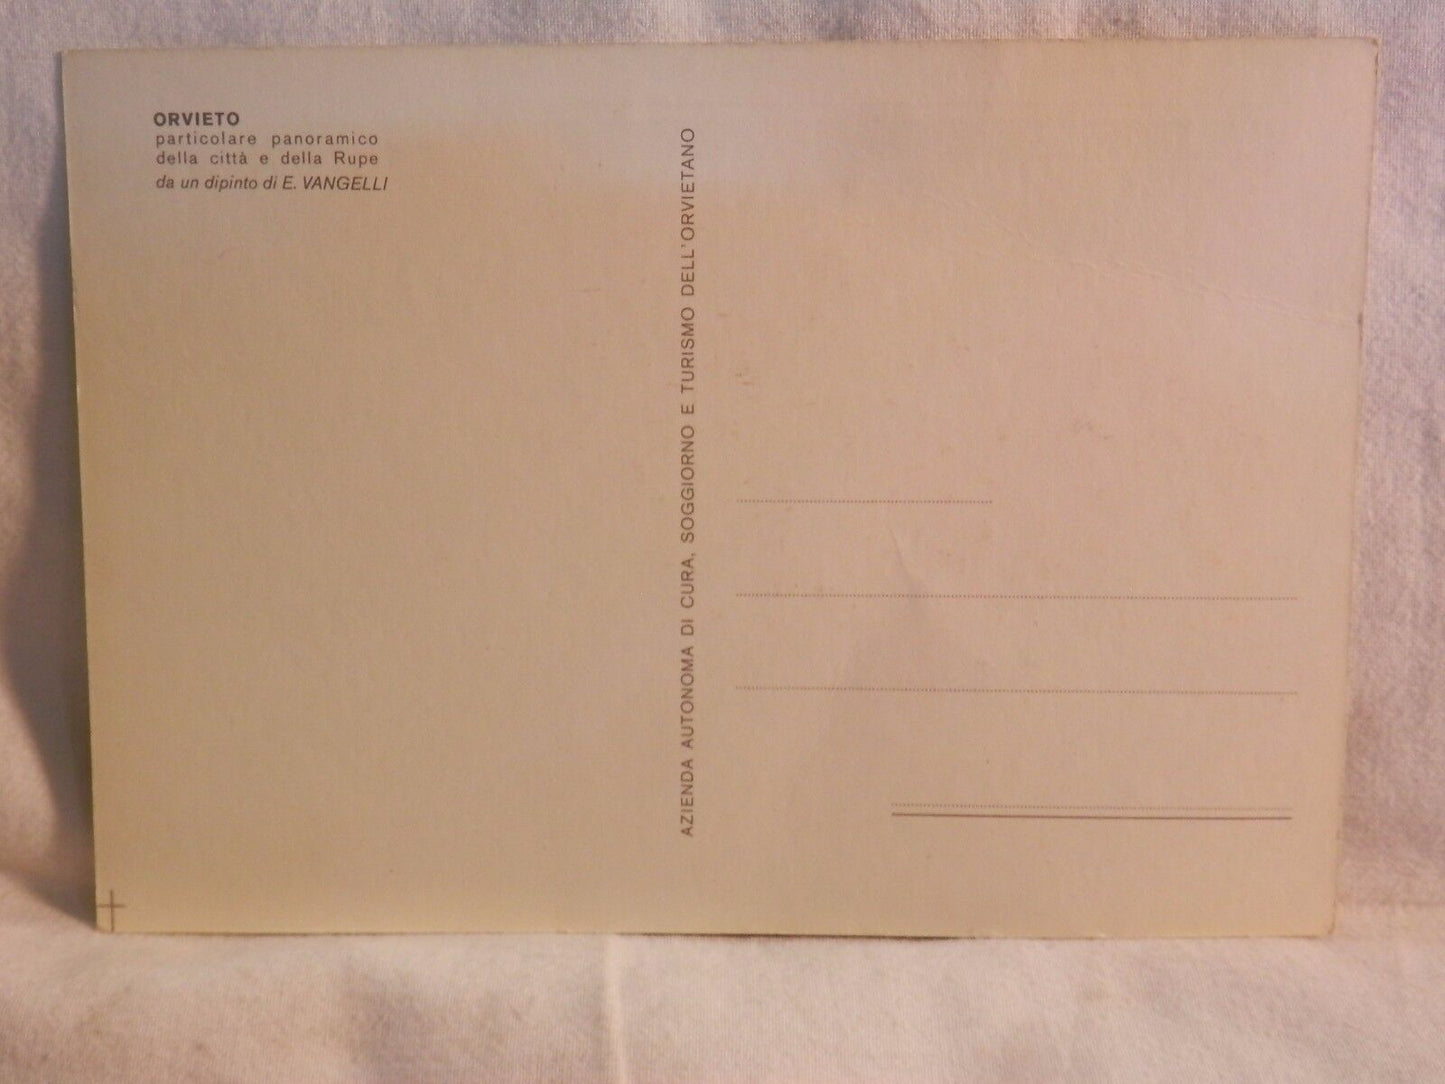 ORVIETO
particolare panoramico
della città e della Rupe
da un dipinto di E. VANGELLI
AZIENDA AUTONOMA DI CURA, SOGGIORNO E TURISMO DELL'ORVIETANO